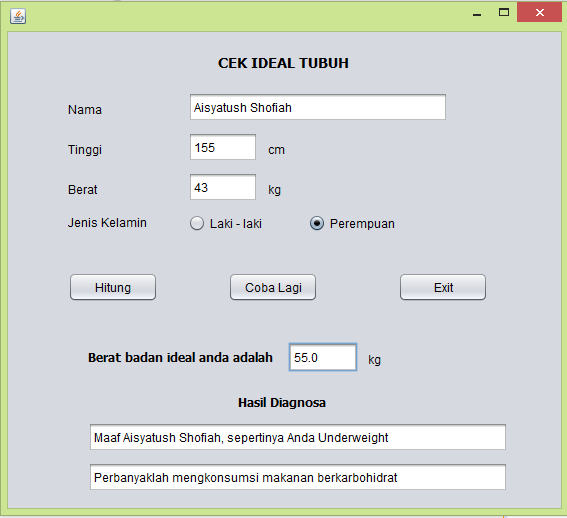 CEK IDEAL TUBUH
Nama Aisyatush Shofiah
Tinggi 155 cm
Berat 43 kg
Jenis Kelamin Laki - laki Perempuan
Hitung Coba Lagi Exit
Berat badan ideal anda adalah 55.0 kg
Hasil Diagnosa
Maaf Aisyatush Shofiah, sepertinya Anda Underweight
Perbanyaklah mengkonsumsi makanan berkarbohidrat